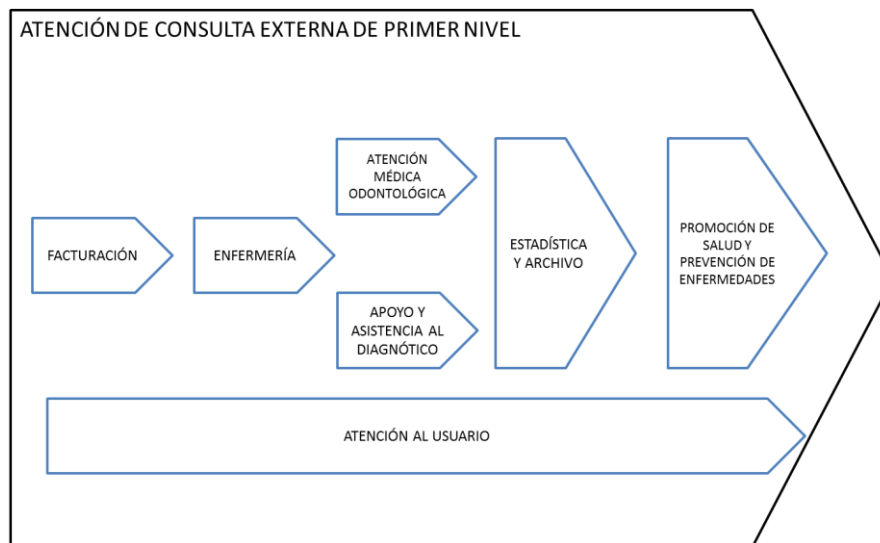 ATENCIÓN DE CONSULTA EXTERNA DE PRIMER NIVEL
FACTURACIÓN
ENFERMERÍA
ATENCIÓN
MÉDICA
ODONTOLÓGICA
APOYO Y
ASISTENCIA AL
DIAGNÓTICO
ESTADÍSTICA
Y ARCHIVO
PROMOCIÓN DE
SALUD Y
PREVENCIÓN DE
ENFERMEDADES
ATENCIÓN AL USUARIO